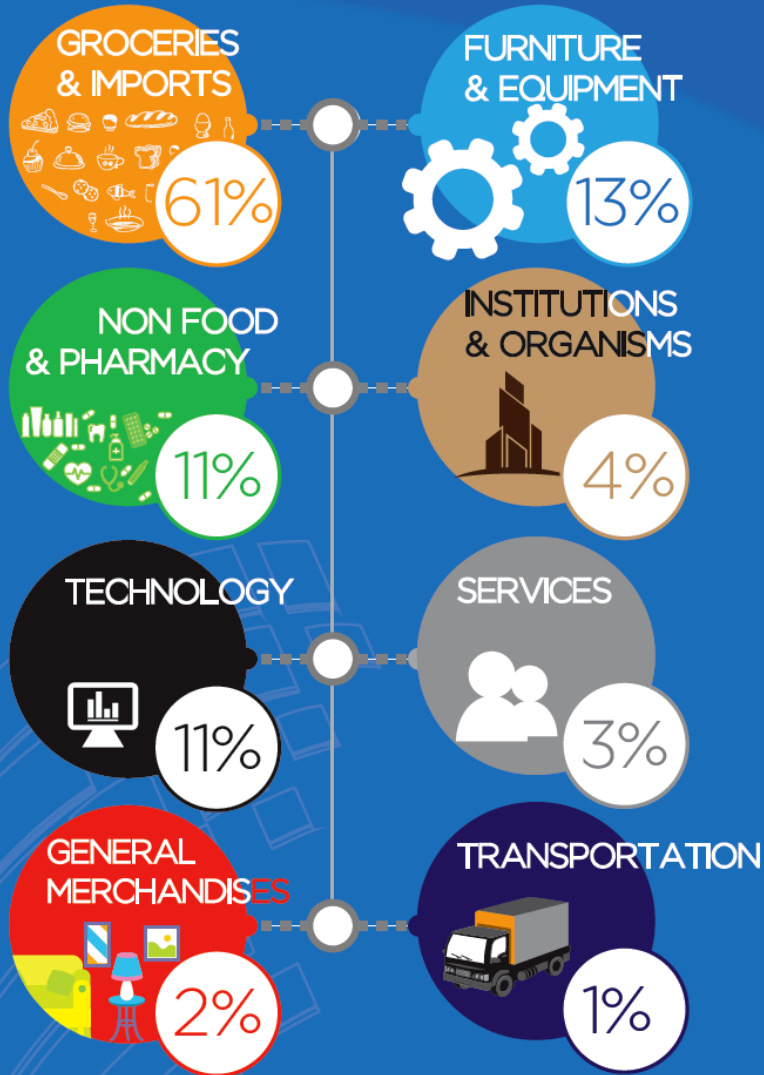 GROCERIES
& IMPORTS
61%
FURNITURE
& EQUIPMENT
13%
NON FOOD
& PHARMACY
11%
INSTITUTIONS
& ORGANISMS
4%
TECHNOLOGY
11%
SERVICES
3%
GENERAL
MERCHANDISES
2%
TRANSPORTATION
1%